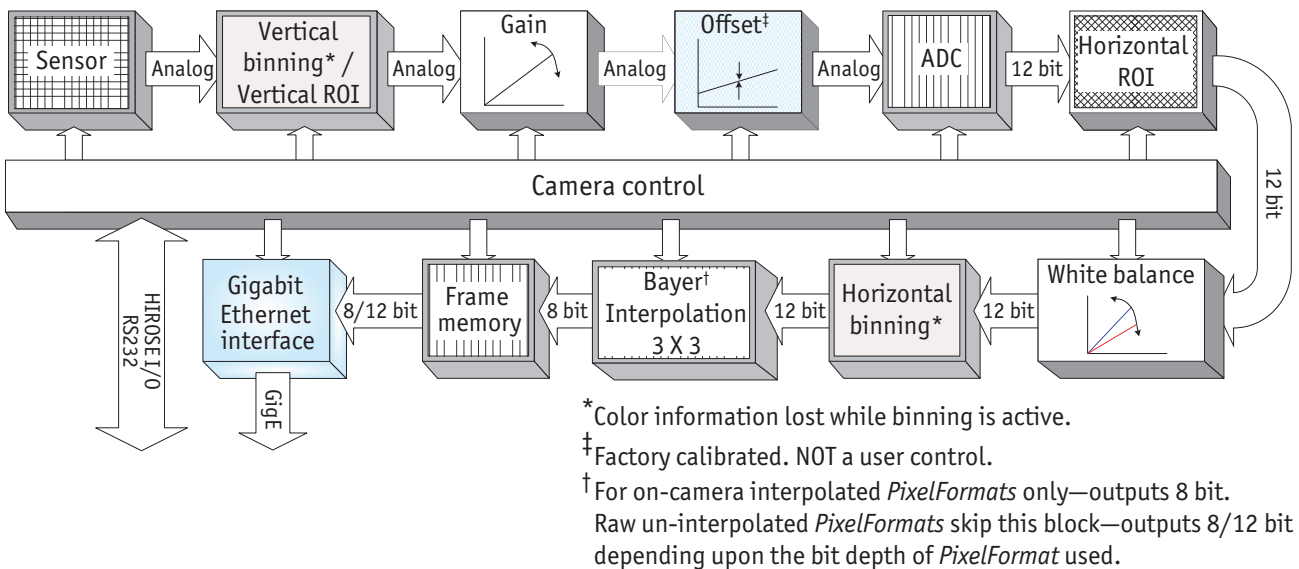 Sensor
Analog
Vertical
binning* /
Vertical ROI
Analog
Gain
Analog
Offset‡
Analog
ADC
12 bit
Horizontal
ROI
12 bit
Camera control
HIROSE I/O
RS232
Gigabit
Ethernet
interface
GigE
8/12 bit
Frame
memory
8 bit
Bayer†
Interpolation
3 X 3
12 bit
Horizontal
binning*
12 bit
White balance
*Color information lost while binning is active.
‡Factory calibrated. NOT a user control.
†For on-camera interpolated PixelFormats only—outputs 8 bit.
Raw un-interpolated PixelFormats skip this block—outputs 8/12 bit
depending upon the bit depth of PixelFormat used.